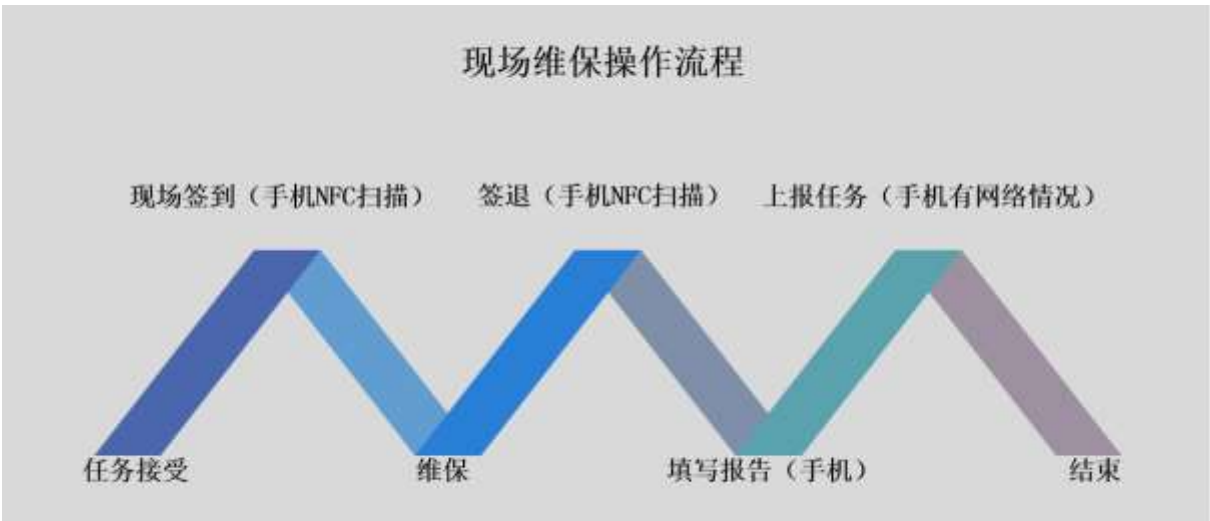 现场维保操作流程
现场签到（手机NFC扫描）
签退（手机NFC扫描）
上报任务（手机有网络情况）
任务接受
维保
填写报告（手机）
结束